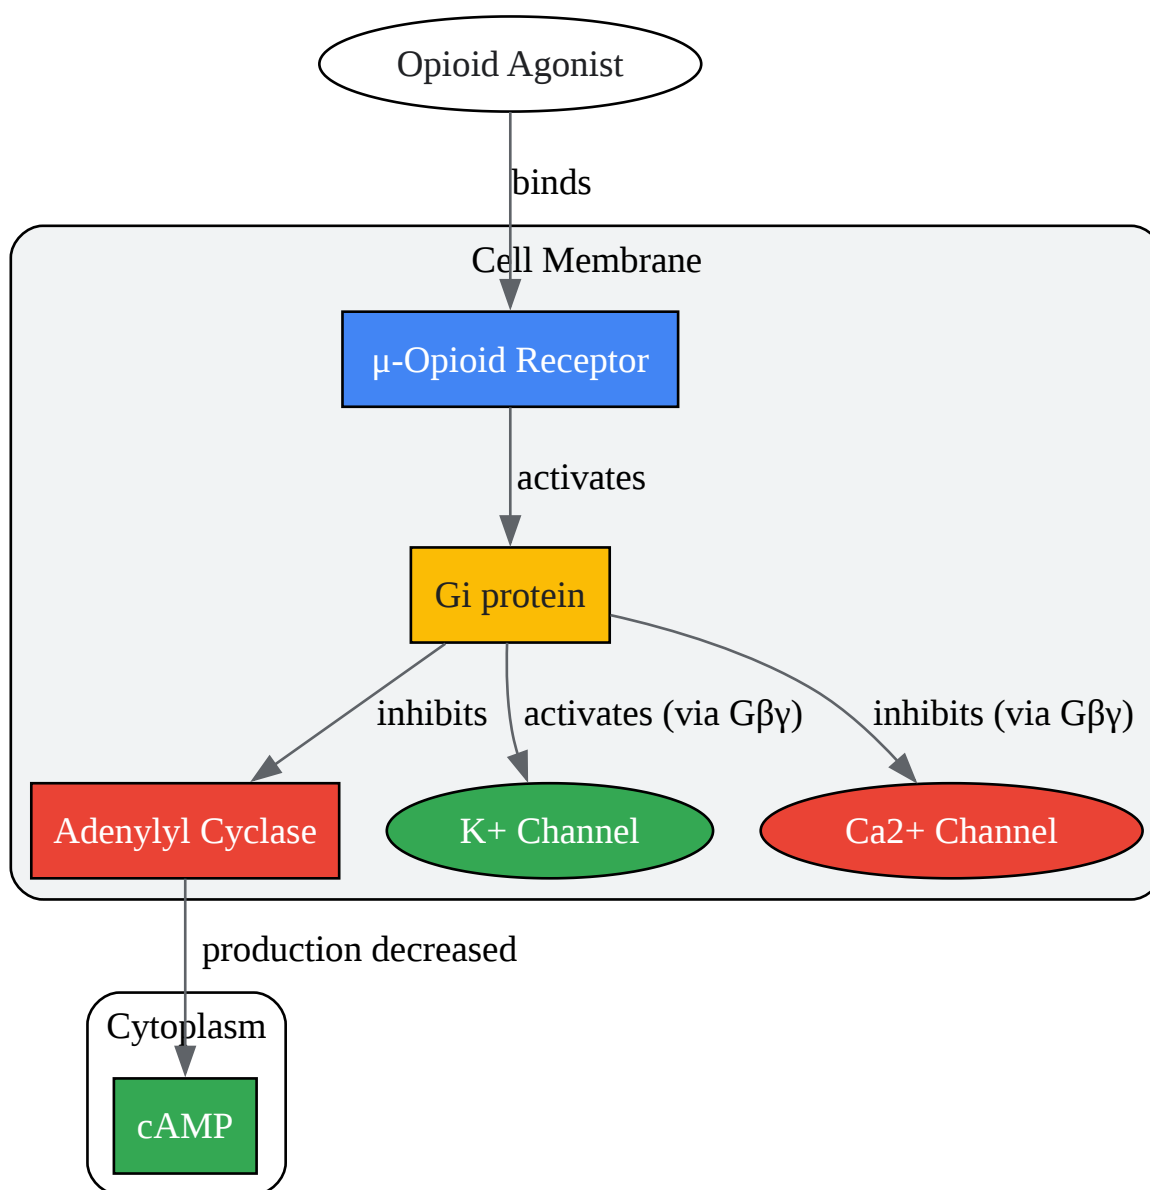 Opioid Agonist
binds
Cell Membrane
μ-Opioid Receptor
activates
Gi protein
inhibits
activates (via Gβγ)
inhibits (via Gβγ)
Adenylyl Cyclase
K+ Channel
Ca2+ Channel
production decreased
Cytoplasm
cAMP